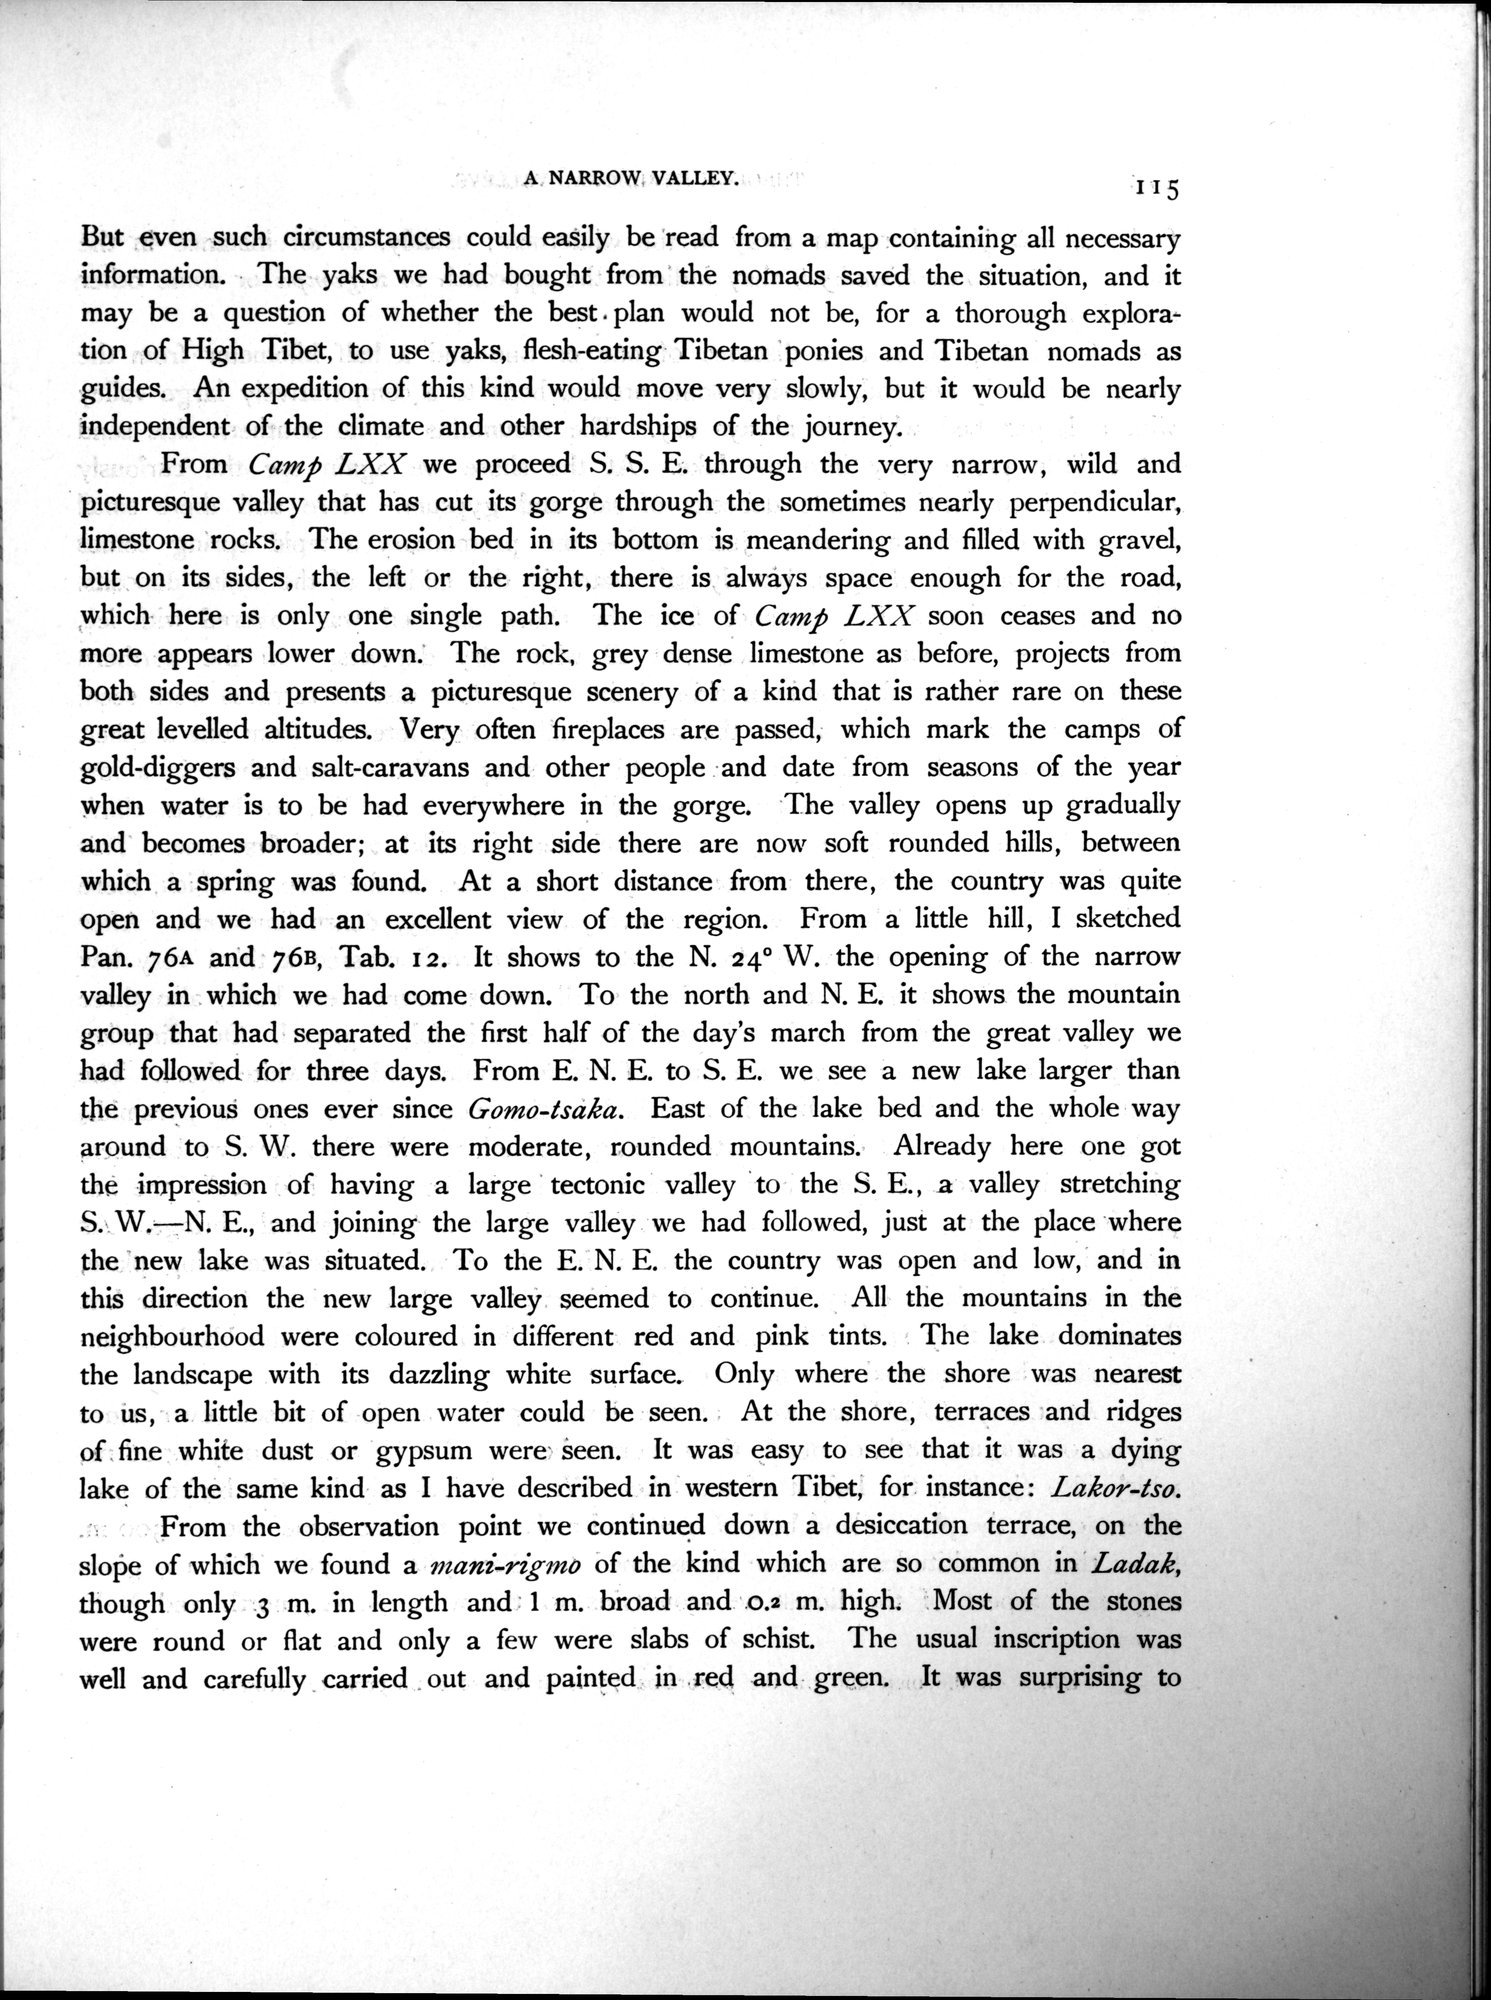 A NARROW VALLEY.
115
But even such circumstances could easily be read from a map containing all necessary
information. The yaks we had bought from the nomads saved the situation, and it
may be a question of whether the best plan would not be, for a thorough explora-
tion of High Tibet, to use yaks, flesh-eating Tibetan ponies and Tibetan nomads as
guides. An expedition of this kind would move very slowly, but it would be nearly
independent of the climate and other hardships of the journey.
From Camp LXX we proceed S. S. E. through the very narrow, wild and
picturesque valley that has cut its gorge through the sometimes nearly perpendicular,
limestone rocks. The erosion bed in its bottom is meandering and filled with gravel,
but on its sides, the left or the right, there is always space enough for the road,
which here is only one single path. The ice of Camp LXX soon ceases and no
more appears lower down. The rock, grey dense limestone as before, projects from
both sides and presents a picturesque scenery of a kind that is rather rare on these
great levelled altitudes. Very often fireplaces are passed, which mark the camps of
gold-diggers and salt-caravans and other people and date from seasons of the year
when water is to be had everywhere in the gorge. The valley opens up gradually
and becomes broader; at its right side there are now soft rounded hills, between
which a spring was found. At a short distance from there, the country was quite
open and we had an excellent view of the region. From a little hill, I sketched
Pan. 76A and 76B, Tab. 12. It shows to the N. 24° W. the opening of the narrow
valley in which we had come down. To the north and N. E. it shows the mountain
group that had separated the first half of the day's march from the great valley we
had followed for three days. From E. N. E. to S. E. we see a new lake larger than
the previous ones ever since Gomo-tsaka. East of the lake bed and the whole way
around to S. W. there were moderate, rounded mountains. Already here one got
the impression of having a large tectonic valley to the S. E., a valley stretching
S. W.—N. E., and joining the large valley we had followed, just at the place where
the new lake was situated. To the E. N. E. the country was open and low, and in
this direction the new large valley seemed to continue. All the mountains in the
neighbourhood were coloured in different red and pink tints. The lake dominates
the landscape with its dazzling white surface. Only where the shore was nearest
to us, a little bit of open water could be seen. At the shore, terraces and ridges
of fine white dust or gypsum were seen. It was easy to see that it was a dying
lake of the same kind as I have described in western Tibet, for instance: Lakor-tso.
From the observation point we continued down a desiccation terrace, on the
slope of which we found a mani-rigmo of the kind which are so common in Ladak,
though only 3 m. in length and 1 m. broad and 0.2 m. high. Most of the stones
were round or flat and only a few were slabs of schist. The usual inscription was
well and carefully carried out and painted in red and green. It was surprising to